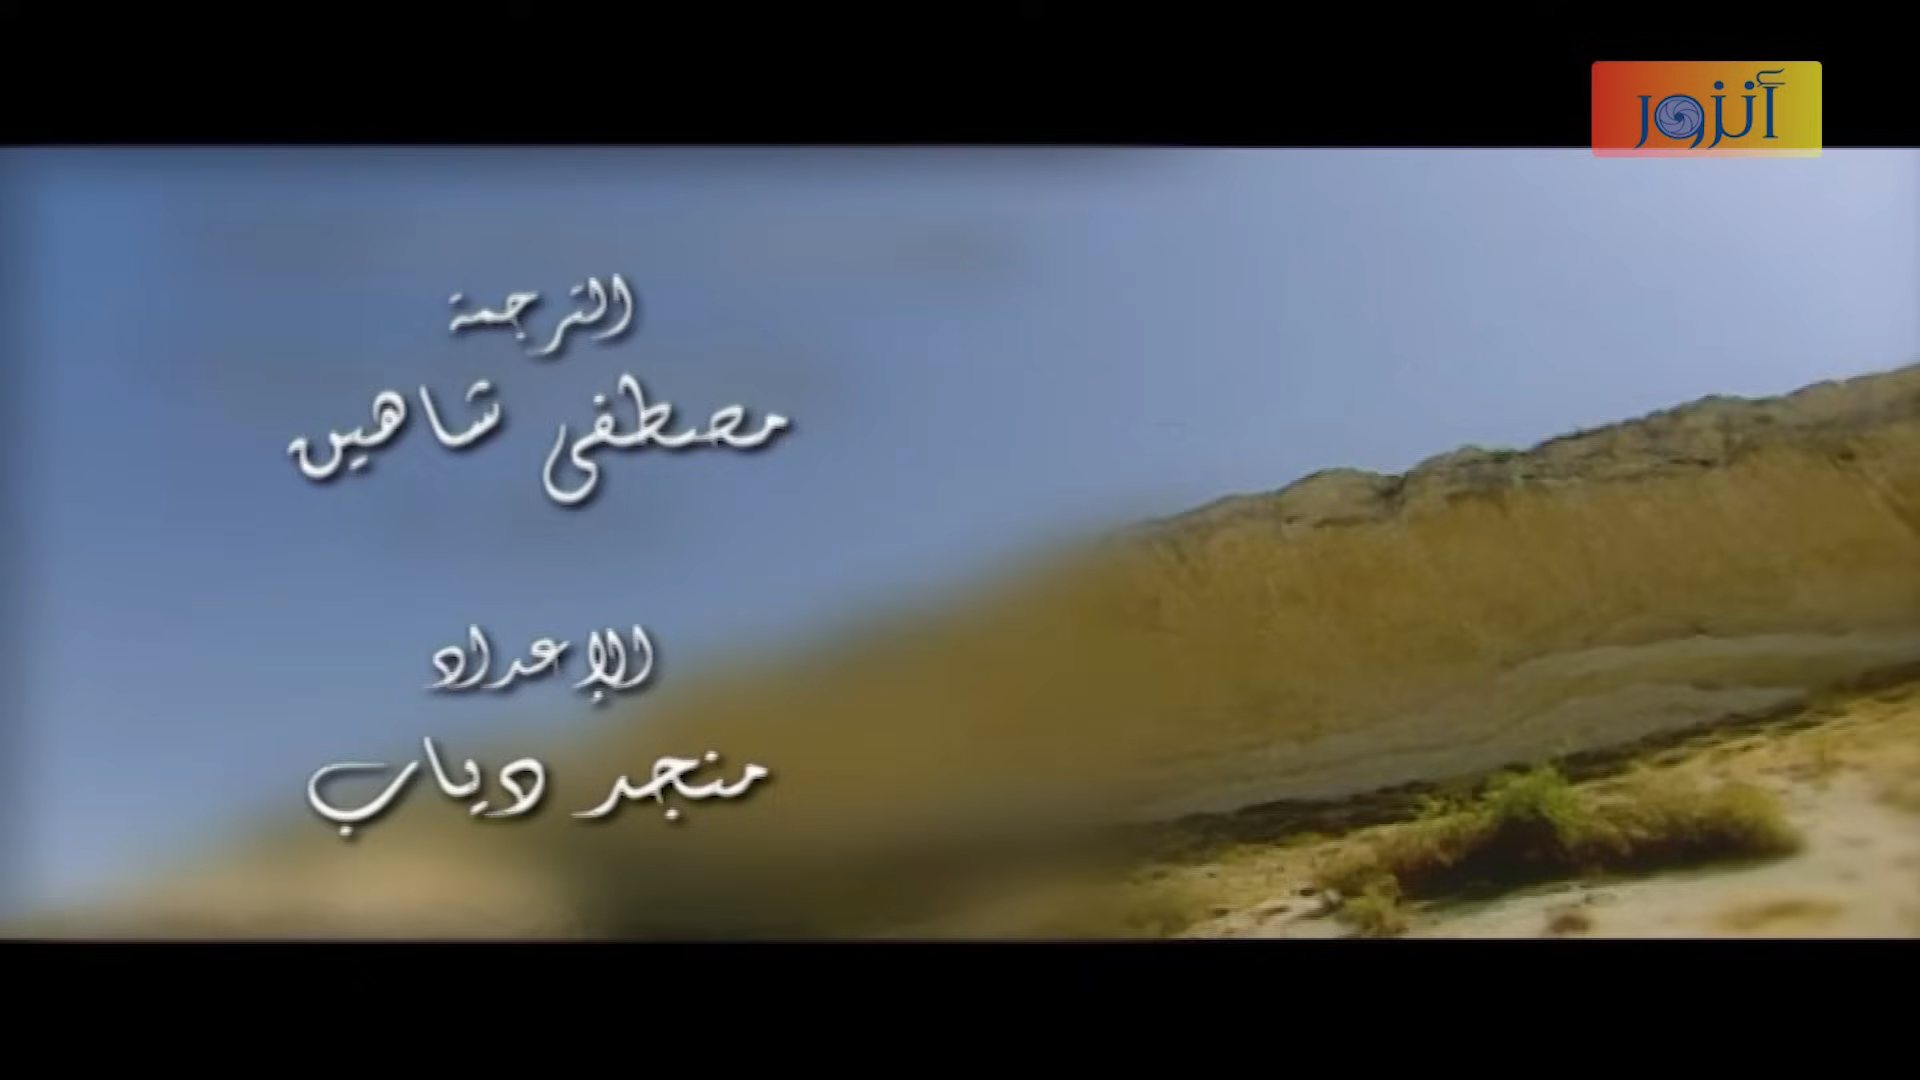 آنزور
الترجمة
مصطفى شاهين
الإعداد
منجد دياب